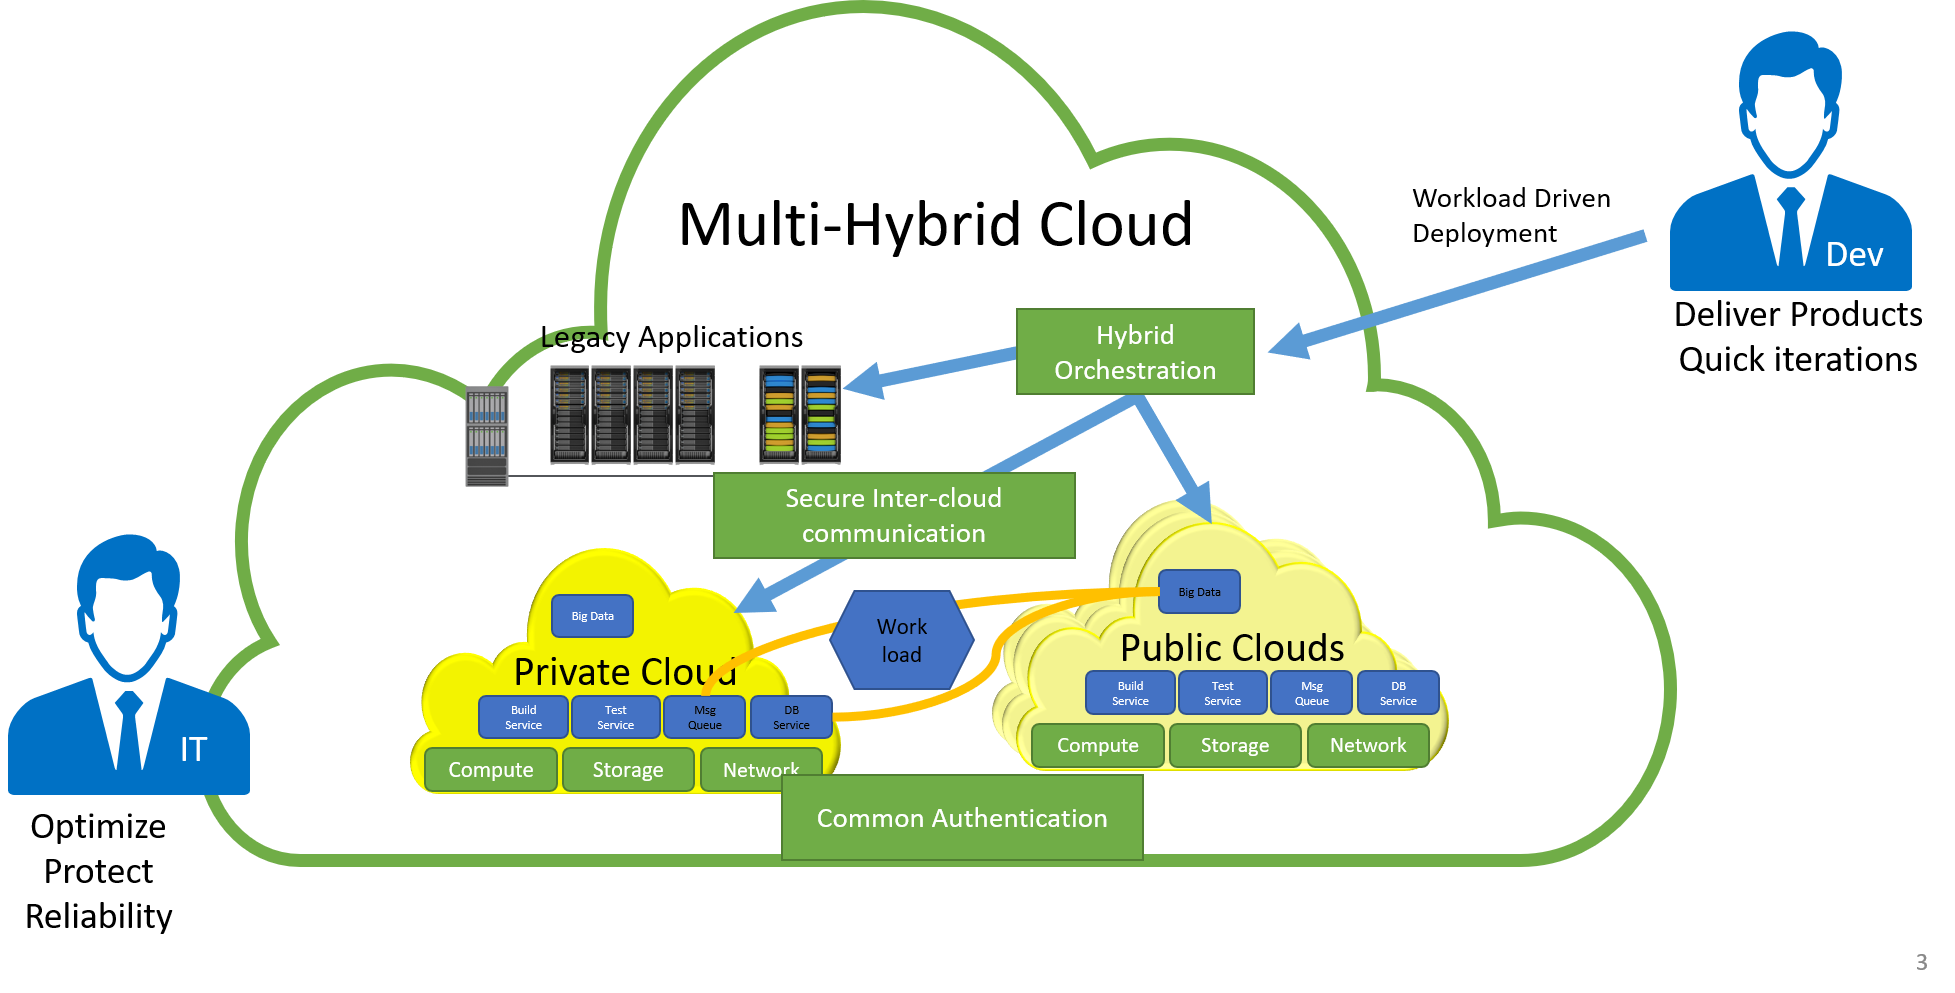 Multi-Hybrid Cloud
Workload Driven
Deployment
Dev
Deliver Products
Quick iterations
Legacy Applications
Hybrid
Orchestration
Secure Inter-cloud
communication
Big Data
Private Cloud
Build
Service
Test
Service
Msg
Queue
DB
Service
Compute
Storage
Network
Work
load
Big Data
Public Clouds
Build
Service
Test
Service
Msg
Queue
DB
Service
Compute
Storage
Network
Common Authentication
IT
Optimize
Protect
Reliability
3